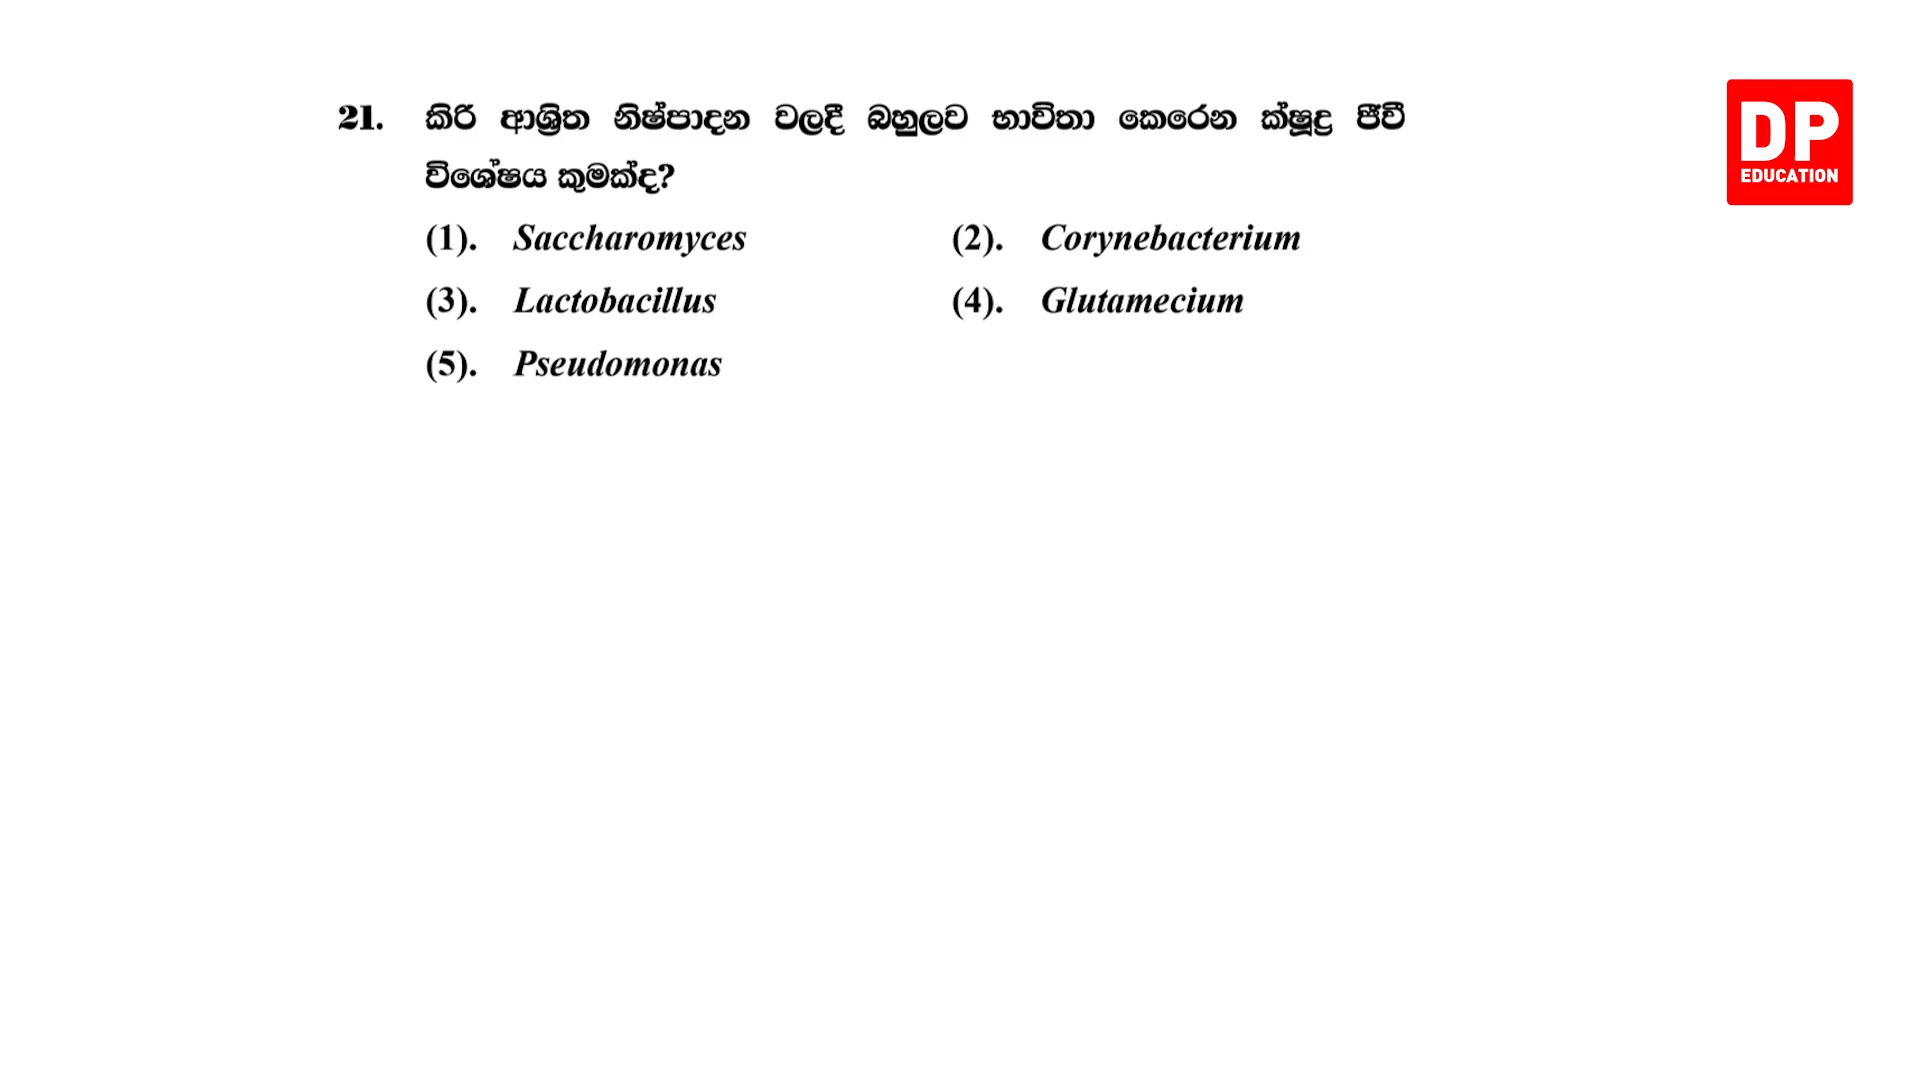 21. කිරි ආශ්‍රිත නිෂ්පාදන වලදී බහුලව භාවිතා කෙරෙන ක්ෂුද්‍ර ජීවී
විශේෂය කුමක්ද?
(1). Saccharomyces (2). Corynebacterium
(3). Lactobacillus (4). Glutamecium
(5). Pseudomonas
DP
EDUCATION